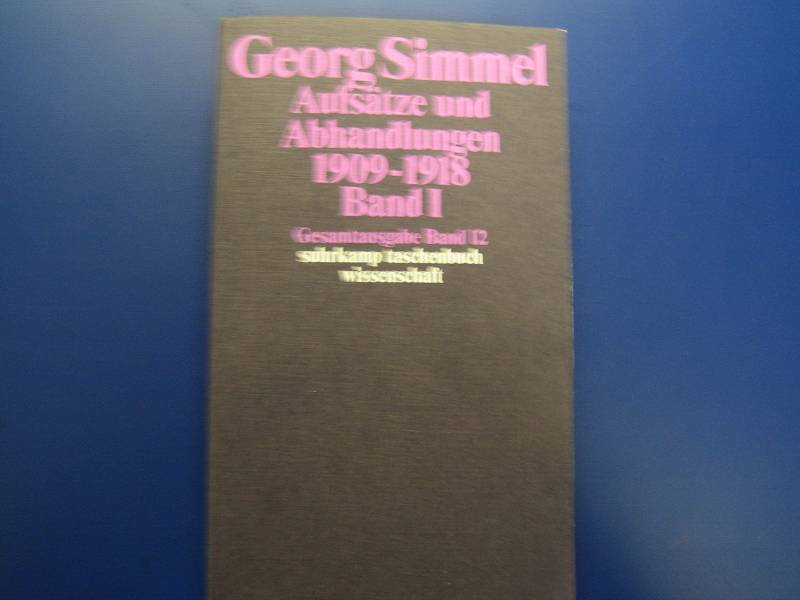 Georg Simmel
Aufsätze und
Abhandlungen
1909-1918
Band I
Gesamtausgabe Band 12
suhrkamp taschenbuch
wissenschaft